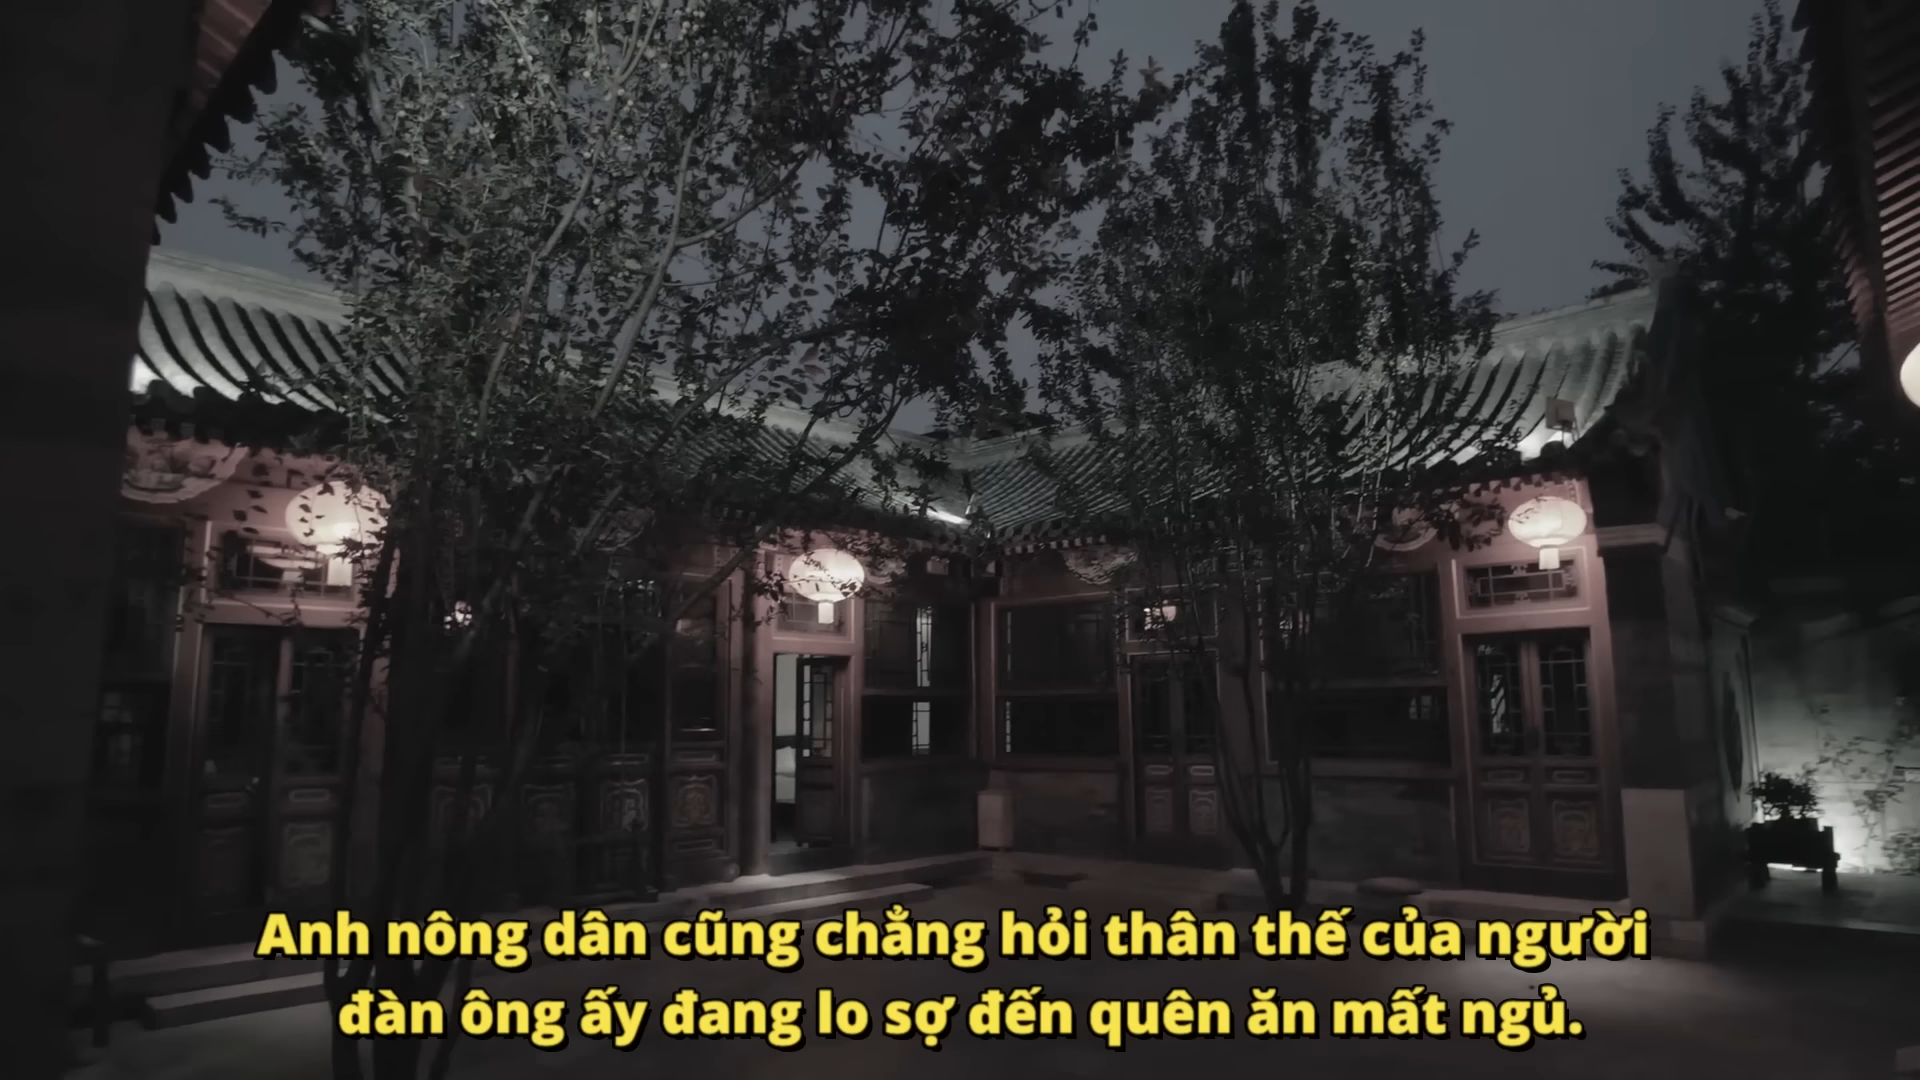 Anh nông dân cũng chẳng hỏi thân thế của người
đàn ông ấy đang lo sợ đến quên ăn mất ngủ.